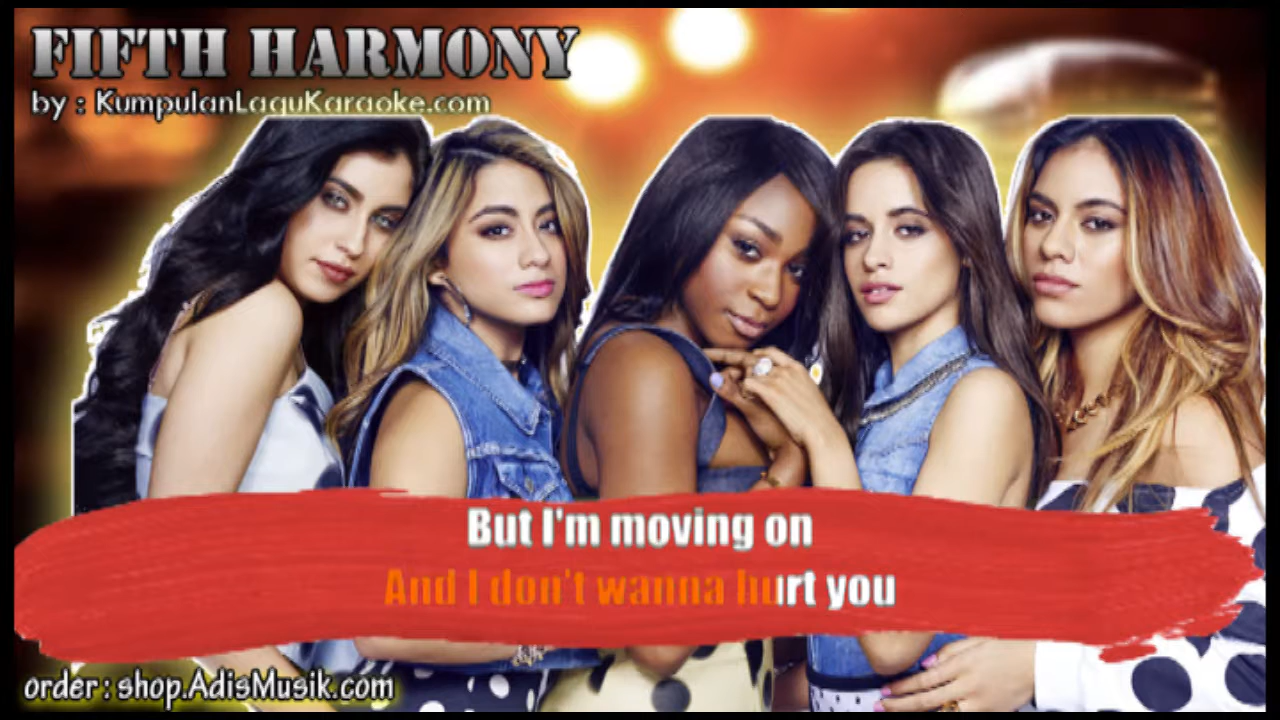 FIFTH HARMONY
by : KumpulanLaguKaraoke.com
But I'm moving on
And I don't wanna hurt you
order : shop.AdisMusik.com